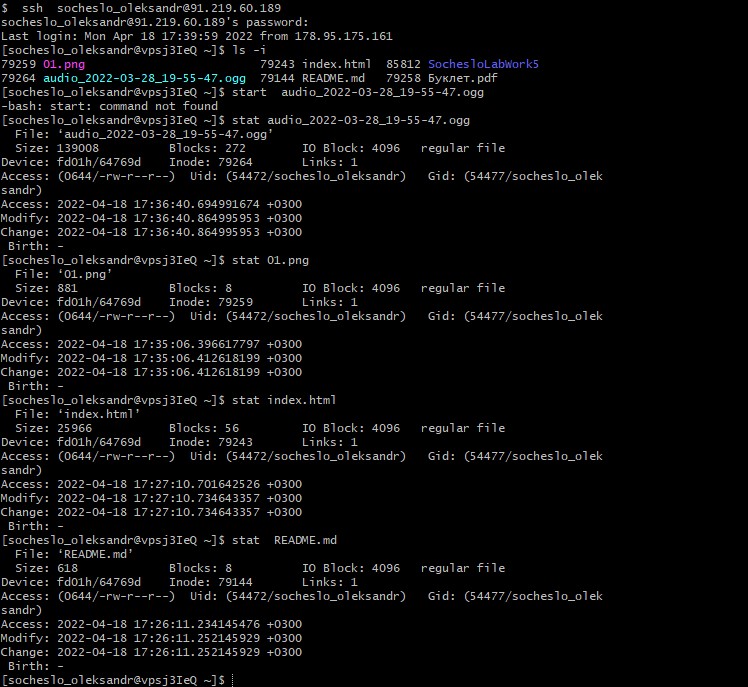 $  ssh  socheslo_oleksandr@91.219.60.189
socheslo_oleksandr@91.219.60.189's password:
Last login: Mon Apr 18 17:39:59 2022 from 178.95.175.161
[socheslo_oleksandr@vpsj3IeQ ~]$ ls -i
79259 01.png                         79243 index.html  85812 SochesloLabWork5
79264 audio_2022-03-28_19-55-47.ogg  79144 README.md   79258 Буклет.pdf
[socheslo_oleksandr@vpsj3IeQ ~]$ start  audio_2022-03-28_19-55-47.ogg
-bash: start: command not found
[socheslo_oleksandr@vpsj3IeQ ~]$ stat audio_2022-03-28_19-55-47.ogg
  File: ‘audio_2022-03-28_19-55-47.ogg’
  Size: 139008          Blocks: 272        IO Block: 4096   regular file
Device: fd01h/64769d    Inode: 79264       Links: 1
Access: (0644/-rw-r--r--)  Uid: (54472/socheslo_oleksandr)   Gid: (54477/socheslo_olek
sandr)
Access: 2022-04-18 17:36:40.694991674 +0300
Modify: 2022-04-18 17:36:40.864995953 +0300
Change: 2022-04-18 17:36:40.864995953 +0300
 Birth: -
[socheslo_oleksandr@vpsj3IeQ ~]$ stat 01.png
  File: ‘01.png’
  Size: 881             Blocks: 8          IO Block: 4096   regular file
Device: fd01h/64769d    Inode: 79259       Links: 1
Access: (0644/-rw-r--r--)  Uid: (54472/socheslo_oleksandr)   Gid: (54477/socheslo_olek
sandr)
Access: 2022-04-18 17:35:06.396617797 +0300
Modify: 2022-04-18 17:35:06.412618199 +0300
Change: 2022-04-18 17:35:06.412618199 +0300
 Birth: -
[socheslo_oleksandr@vpsj3IeQ ~]$ stat index.html
  File: ‘index.html’
  Size: 25966           Blocks: 56         IO Block: 4096   regular file
Device: fd01h/64769d    Inode: 79243       Links: 1
Access: (0644/-rw-r--r--)  Uid: (54472/socheslo_oleksandr)   Gid: (54477/socheslo_olek
sandr)
Access: 2022-04-18 17:27:10.701642526 +0300
Modify: 2022-04-18 17:27:10.734643357 +0300
Change: 2022-04-18 17:27:10.734643357 +0300
 Birth: -
[socheslo_oleksandr@vpsj3IeQ ~]$ stat  README.md
  File: ‘README.md’
  Size: 618             Blocks: 8          IO Block: 4096   regular file
Device: fd01h/64769d    Inode: 79144       Links: 1
Access: (0644/-rw-r--r--)  Uid: (54472/socheslo_oleksandr)   Gid: (54477/socheslo_olek
sandr)
Access: 2022-04-18 17:26:11.234145476 +0300
Modify: 2022-04-18 17:26:11.252145929 +0300
Change: 2022-04-18 17:26:11.252145929 +0300
 Birth: -
[socheslo_oleksandr@vpsj3IeQ ~]$